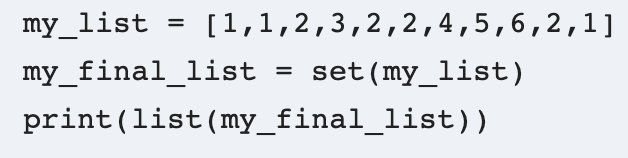 my_list = [1,1,2,3,2,2,4,5,6,2,1]
my_final_list = set(my_list)
print(list(my_final_list))